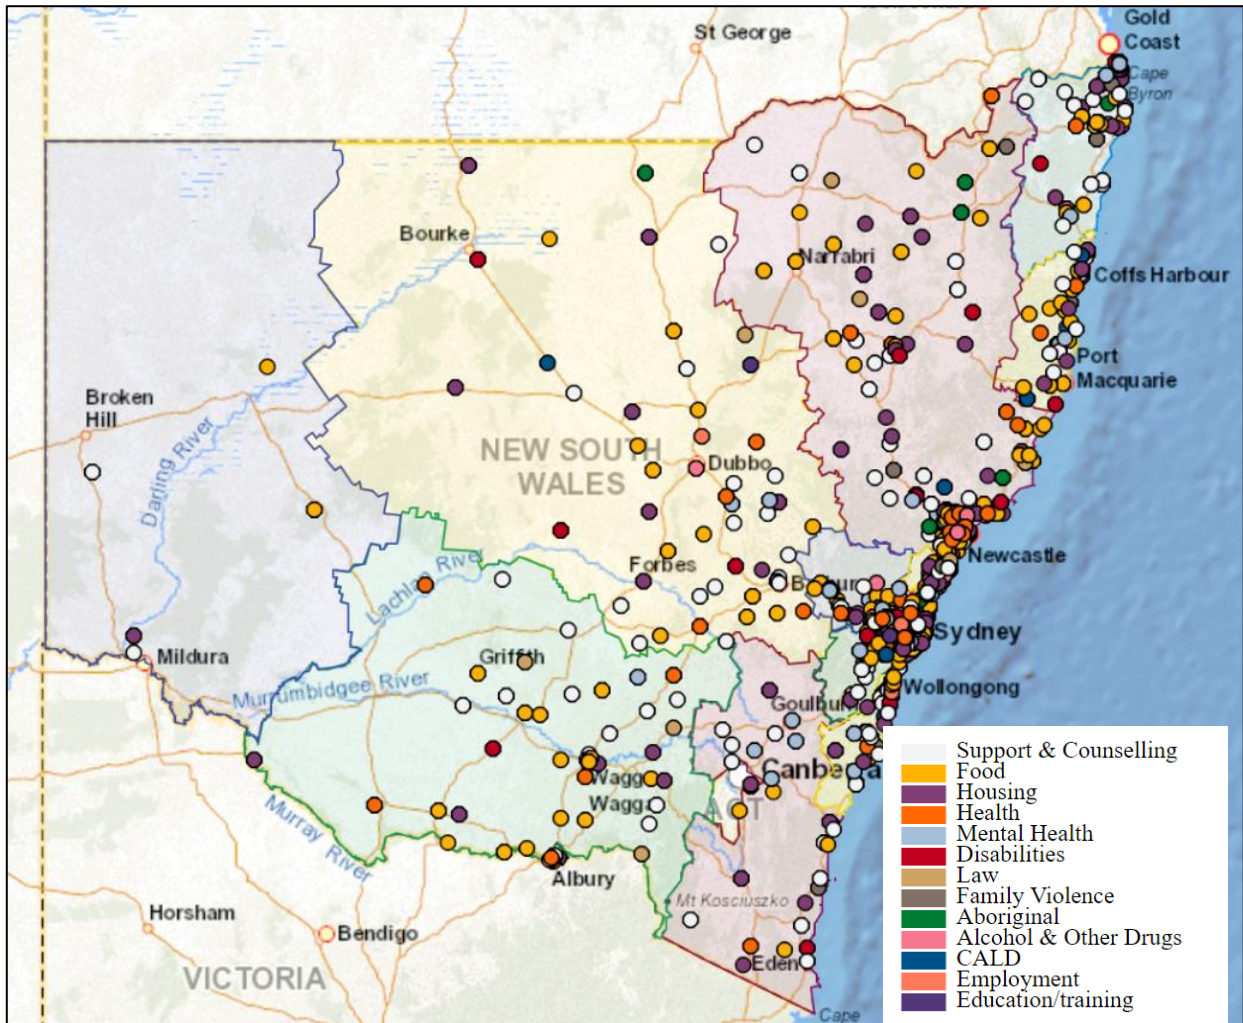 Gold
Coast
St George
Cape
Byron
Bourke
Narrabri
Coffs Harbour
Port
Macquarie
Broken
Hill
Darling River
NEW SOUTH
WALES
Dubbo
Newcastle
Forbes
Lachlan River
Sydney
Mildura
Griffith
Murrumbidgee River
Wollongong
Goulburn
Canberra
Wagga
Wagga
ACT
Murray River
Albury
Mt Kosciuszko
Horsham
Bendigo
Eden
VICTORIA
Cape
Support & Counselling
Food
Housing
Health
Mental Health
Disabilities
Law
Family Violence
Aboriginal
Alcohol & Other Drugs
CALD
Employment
Education/training